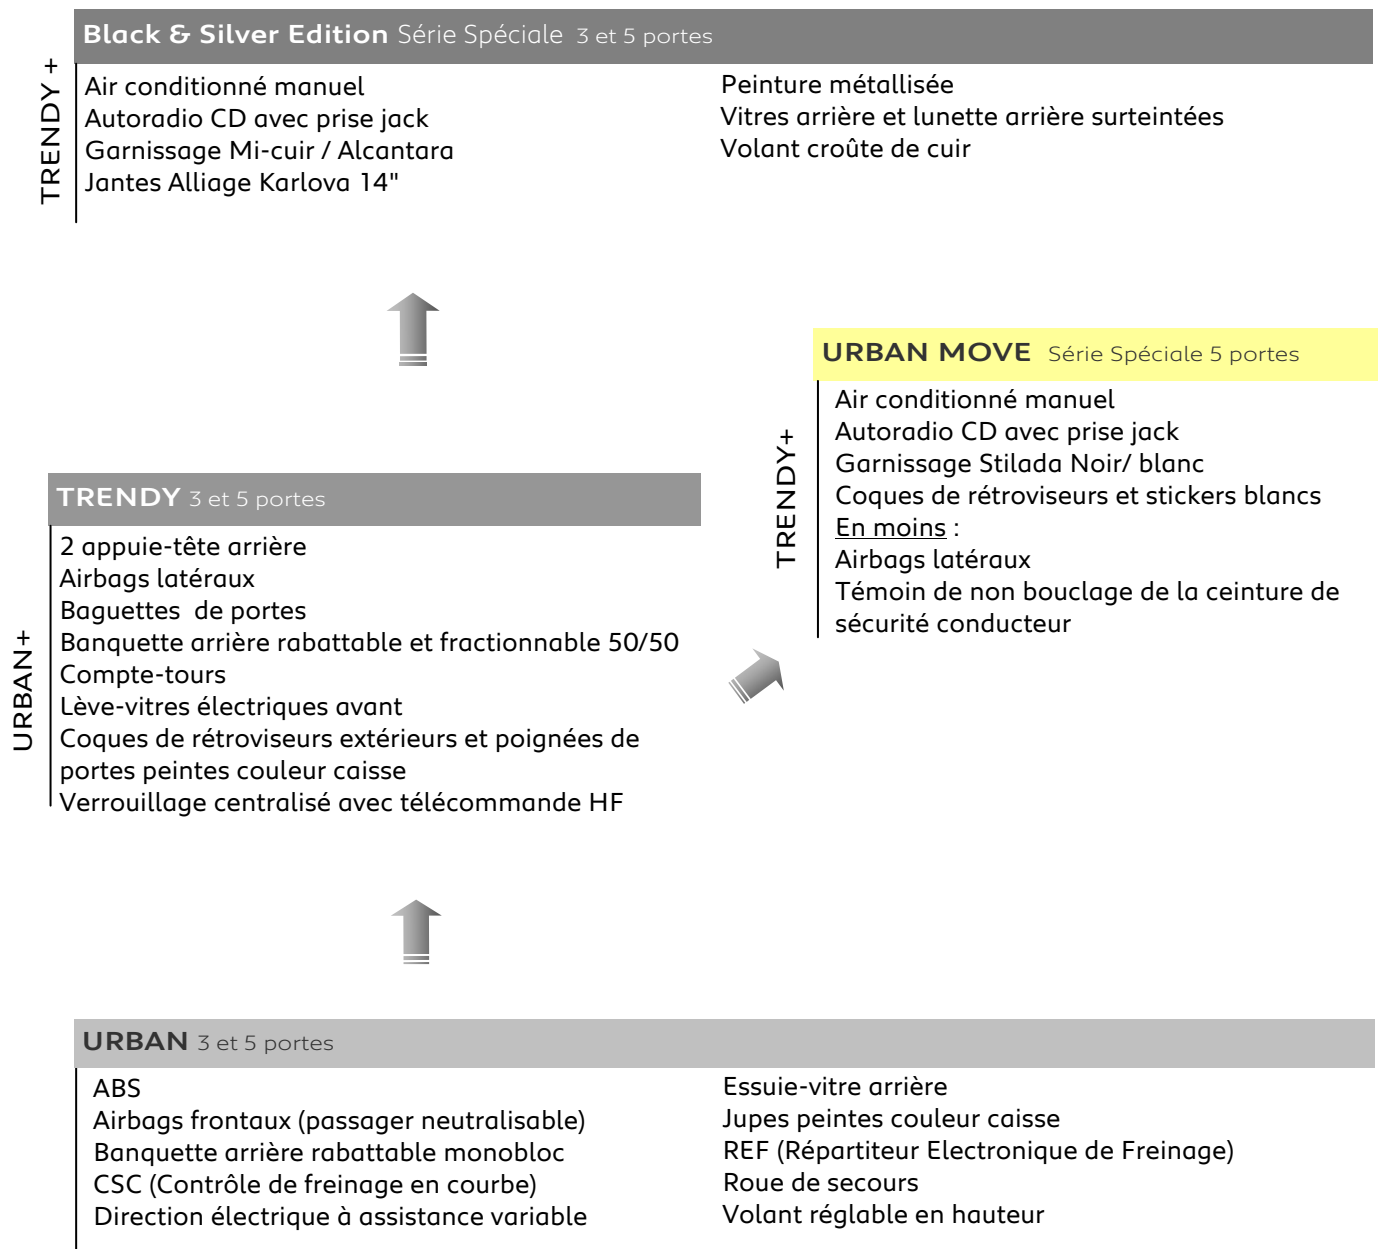 Black & Silver Edition Série Spéciale 3 et 5 portes
TRENDY +
Air conditionné manuel
Autoradio CD avec prise jack
Garnissage Mi-cuir / Alcantara
Jantes Alliage Karlova 14"
Peinture métallisée
Vitres arrière et lunette arrière surteintées
Volant croûte de cuir
URBAN MOVE Série Spéciale 5 portes
TRENDY+
Air conditionné manuel
Autoradio CD avec prise jack
Garnissage Stilada Noir/ blanc
Coques de rétroviseurs et stickers blancs
En moins :
Airbags latéraux
Témoin de non bouclage de la ceinture de
sécurité conducteur
TRENDY 3 et 5 portes
URBAN+
2 appuie-tête arrière
Airbags latéraux
Baguettes de portes
Banquette arrière rabattable et fractionnable 50/50
Compte-tours
Lève-vitres électriques avant
Coques de rétroviseurs extérieurs et poignées de
portes peintes couleur caisse
Verrouillage centralisé avec télécommande HF
URBAN 3 et 5 portes
ABS
Airbags frontaux (passager neutralisable)
Banquette arrière rabattable monobloc
CSC (Contrôle de freinage en courbe)
Direction électrique à assistance variable
Essuie-vitre arrière
Jupes peintes couleur caisse
REF (Répartiteur Electronique de Freinage)
Roue de secours
Volant réglable en hauteur